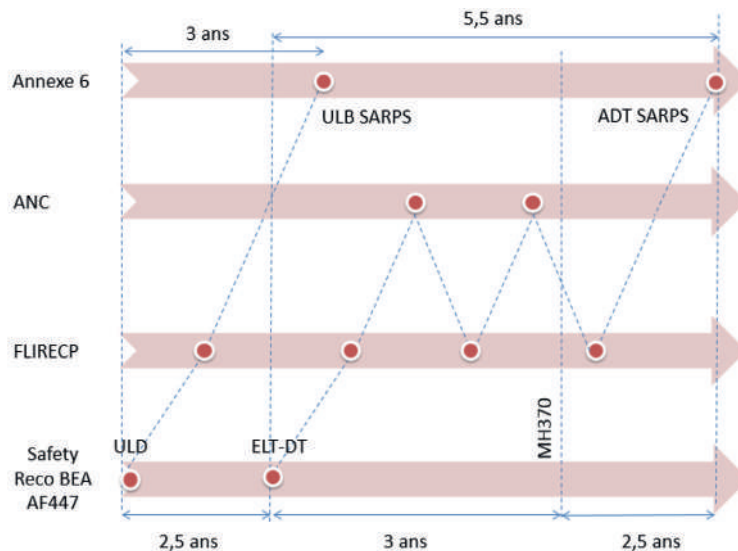 5,5 ans
3 ans
Annexe 6
ULB SARPS
ADT SARPS
ANC
FLIRECP
MH370
ULD
ELT-DT
Safety
Reco BEA
AF447
2,5 ans
3 ans
2,5 ans